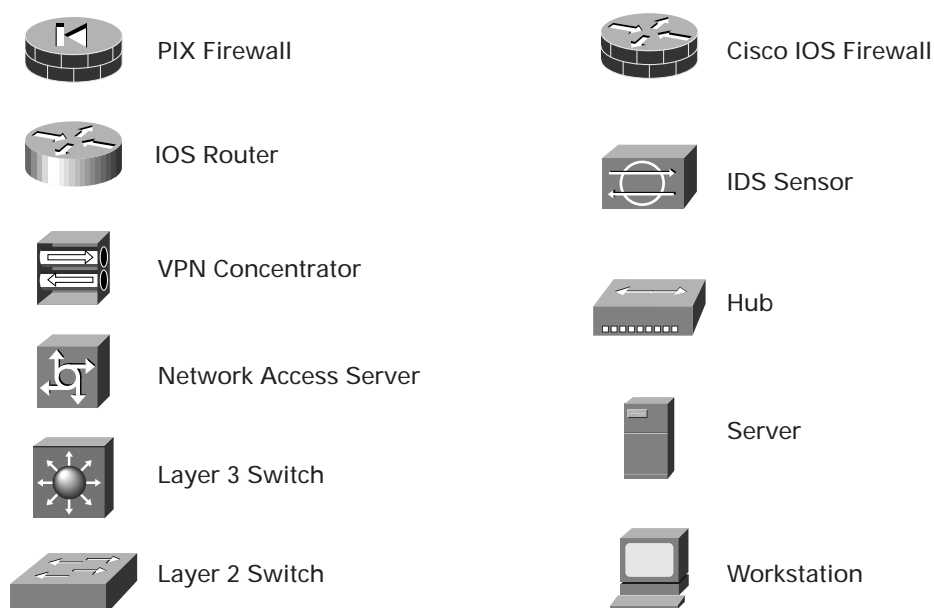 PIX Firewall
IOS Router
VPN Concentrator
Network Access Server
Layer 3 Switch
Layer 2 Switch
Cisco IOS Firewall
IDS Sensor
Hub
Server
Workstation